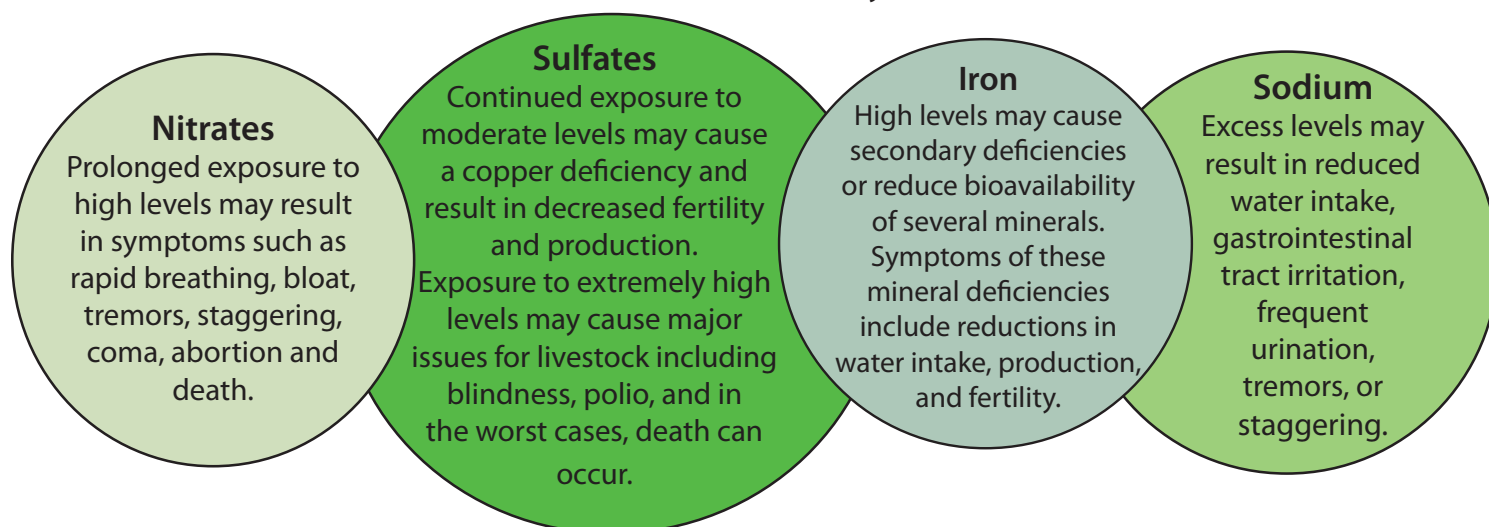 Nitrates
Prolonged exposure to
high levels may result
in symptoms such as
rapid breathing, bloat,
tremors, staggering,
coma, abortion and
death.
Sulfates
Continued exposure to
moderate levels may cause
a copper deficiency and
result in decreased fertility
and production.
Exposure to extremely high
levels may cause major
issues for livestock including
blindness, polio, and in
the worst cases, death can
occur.
Iron
High levels may cause
secondary deficiencies
or reduce bioavailability
of several minerals.
Symptoms of these
mineral deficiencies
include reductions in
water intake, production,
and fertility.
Sodium
Excess levels may
result in reduced
water intake,
gastrointestinal
tract irritation,
frequent
urination,
tremors, or
staggering.